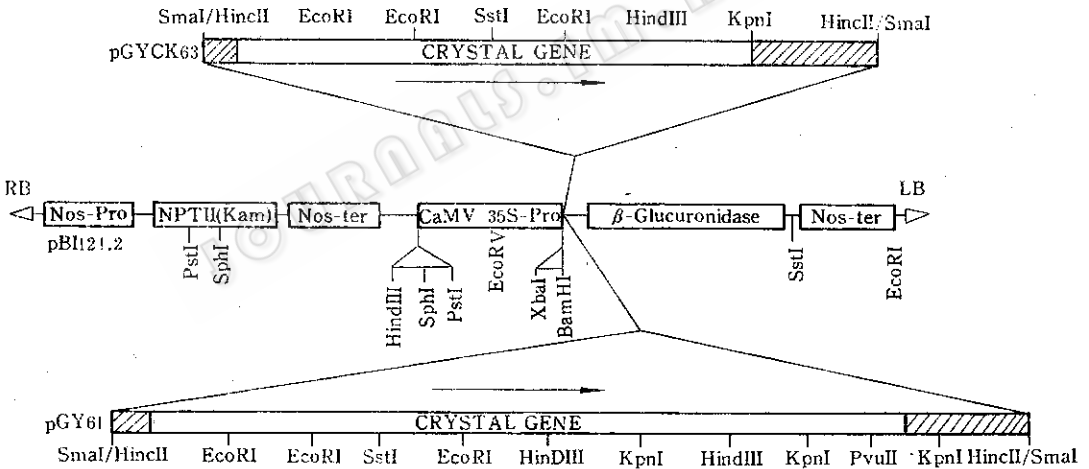 SmaI/HincII EcoRI EcoRI SstI EcoRI HindIII KpnI HincII/SmaI
pGYCK63 CRYSTAL GENE
RB LB
Nos-Pro NPTII(Kam) Nos-ter CaMV 35S-Pro β-Glucuronidase Nos-ter
pBI121.2
PstI SphI HindIII SphI PstI EcoRV XbaI BamHI SstI EcoRI
pGY61 CRYSTAL GENE
SmaI/HincII EcoRI EcoRI SstI EcoRI HinDIII KpnI HindIII KpnI PvuII KpnI HincII/SmaI